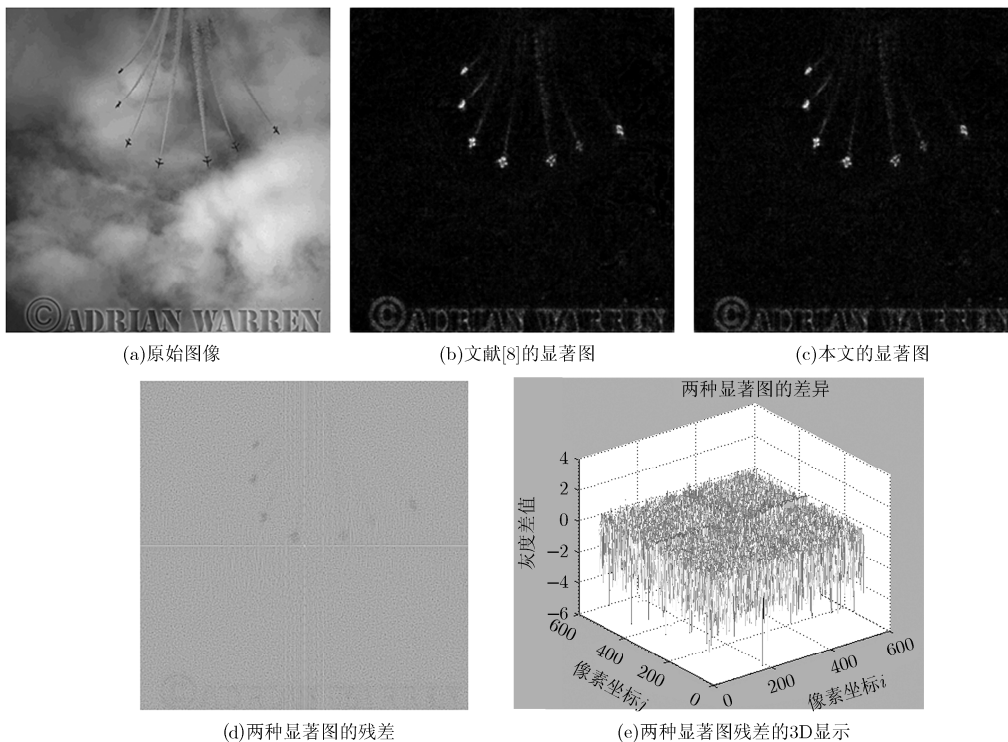 © ADRIAN WARREN
© ADRIAN WARREN
© ADRIAN WARREN
(a)原始图像
(b)文献[8]的显著图
(c)本文的显著图
两种显著图的差异
4
2
0
−2
−4
−6
灰度差值
600
400
200
0
像素坐标j
0
200
400
600
像素坐标i
(d)两种显著图的残差
(e)两种显著图残差的3D显示